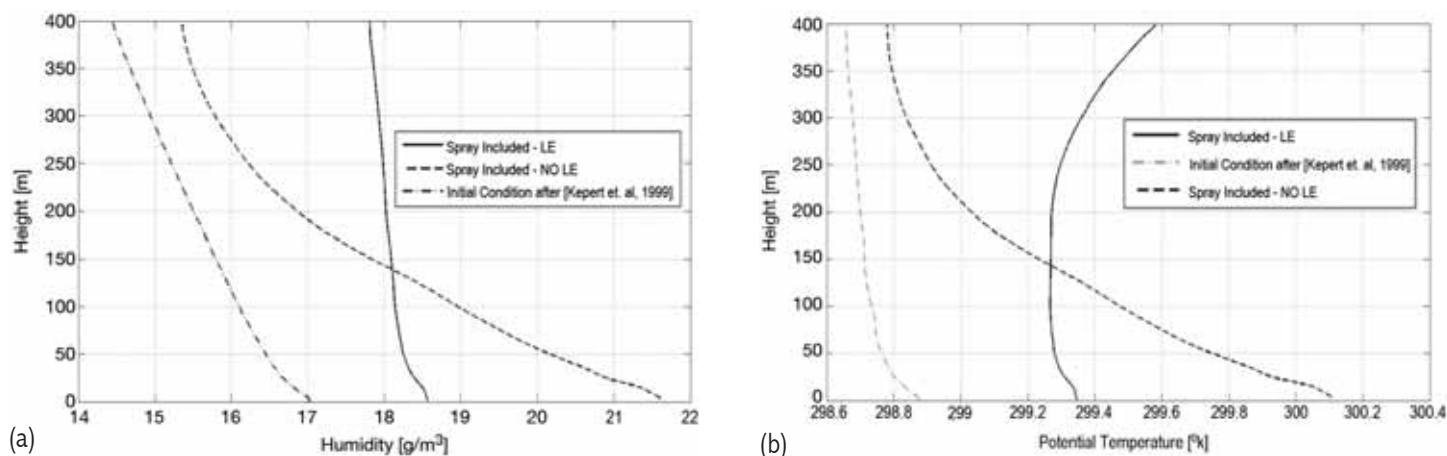 400
350
300
250
200
150
100
50
0
Height [m]
Spray Included - LE
Spray Included - NO LE
Initial Condition after [Kepert et. al, 1999]
14 15 16 17 18 19 20 21 22
Humidity [g/m³]
(a)
400
350
300
250
200
150
100
50
0
Height [m]
Spray Included - LE
Initial Condition after [Kepert et. al, 1999]
Spray Included - NO LE
298.6 298.8 299 299.2 299.4 299.6 299.8 300 300.2 300.4
Potential Temperature [ºk]
(b)